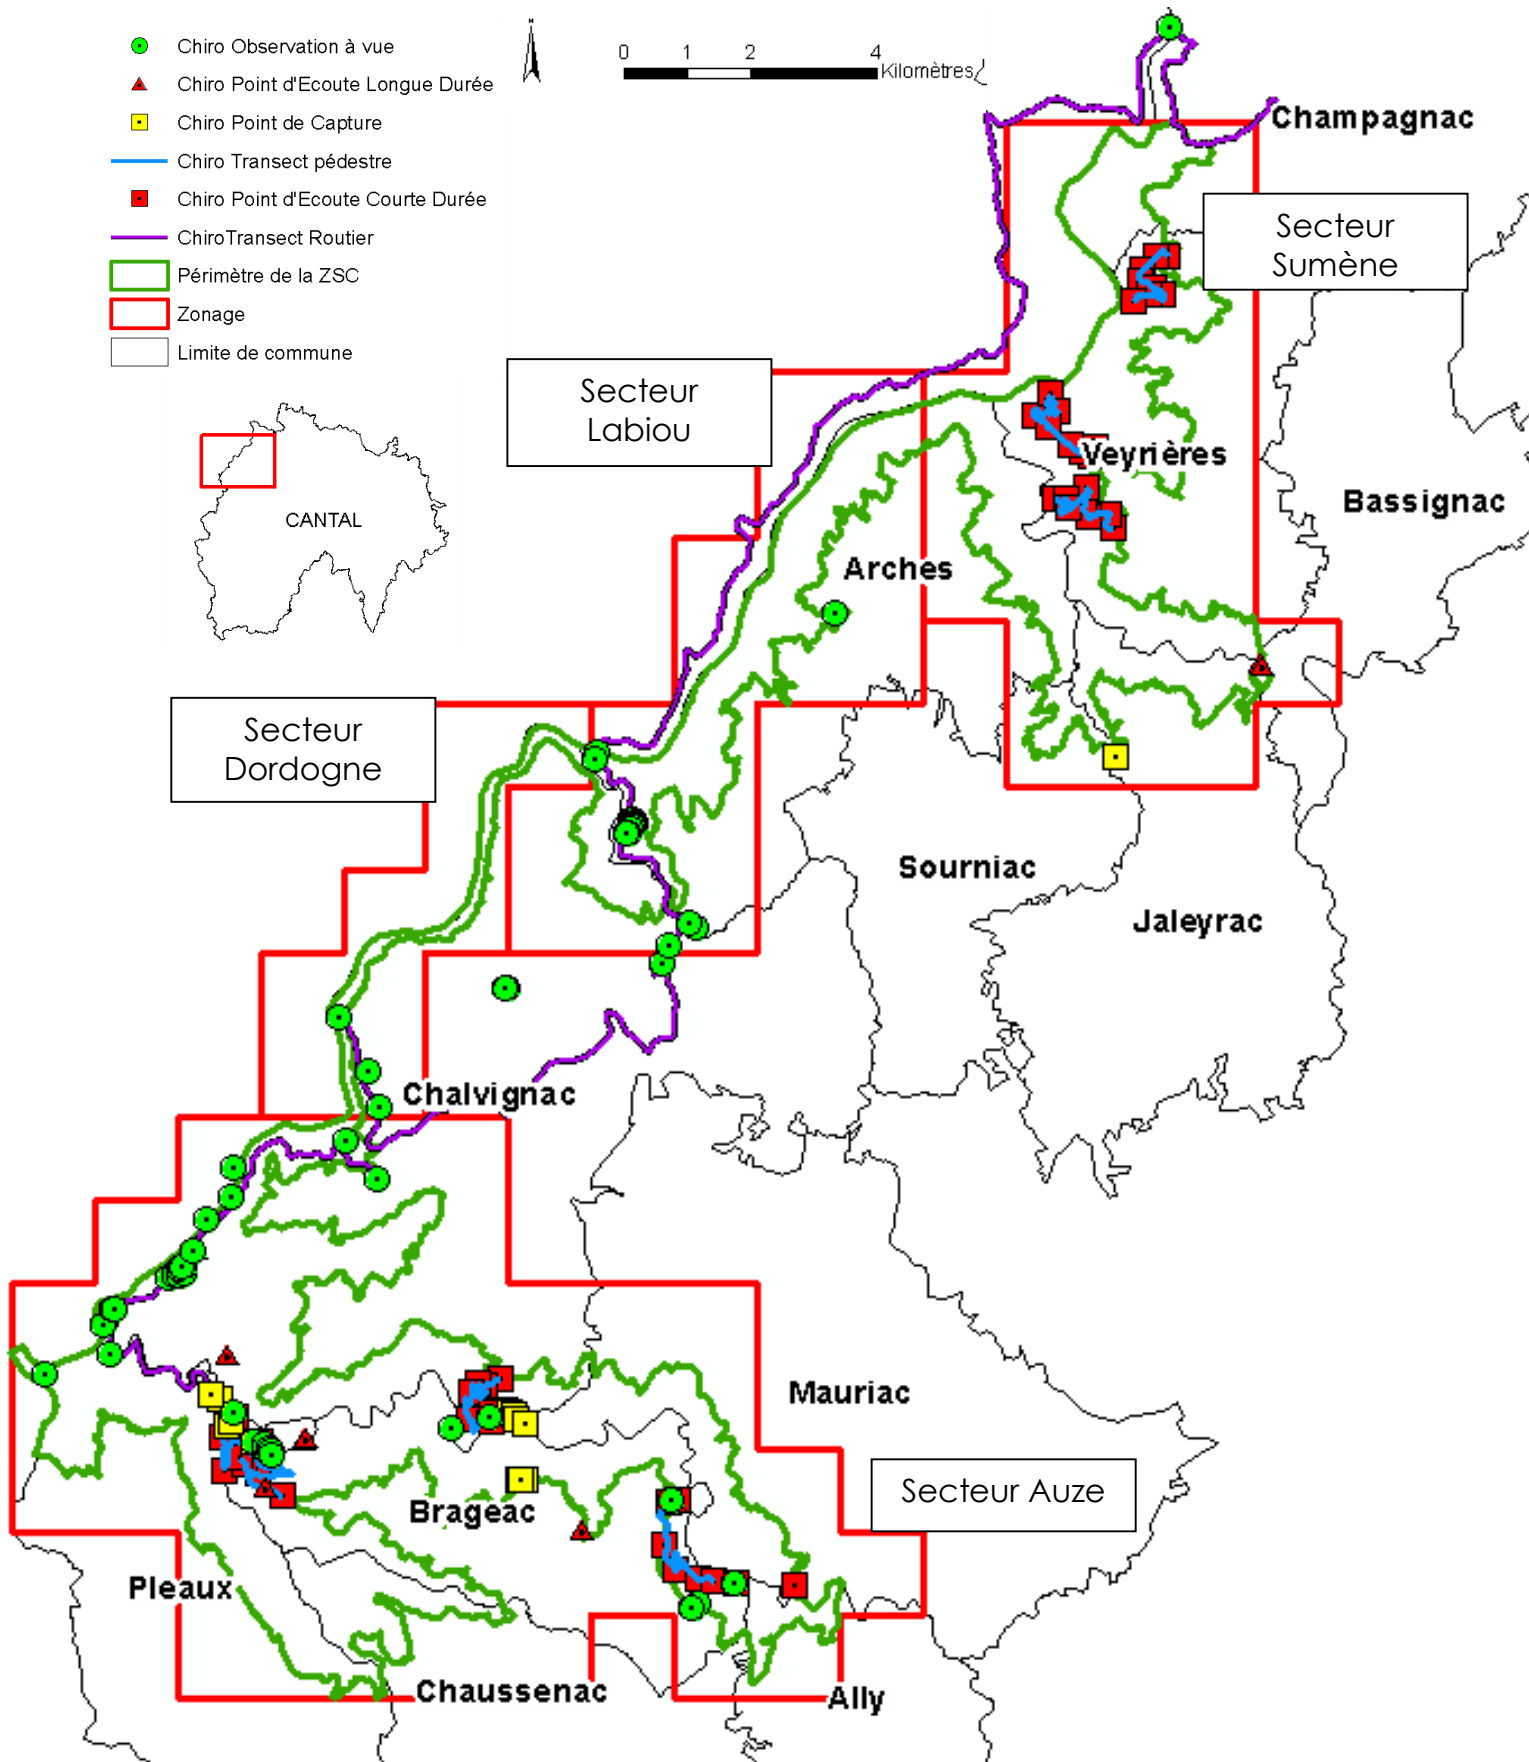 Chiro Observation à vue
Chiro Point d'Ecoute Longue Durée
Chiro Point de Capture
Chiro Transect pédestre
Chiro Point d'Ecoute Courte Durée
ChiroTransect Routier
Périmètre de la ZSC
Zonage
Limite de commune
N
0 1 2 4
Kilomètres
CANTAL
Champagnac
Secteur
Sumène
Secteur
Labiou
Veyrières
Bassignac
Arches
Secteur
Dordogne
Sourniac
Jaleyrac
Chalvignac
Mauriac
Secteur Auze
Brageac
Pleaux
Chaussenac
Ally